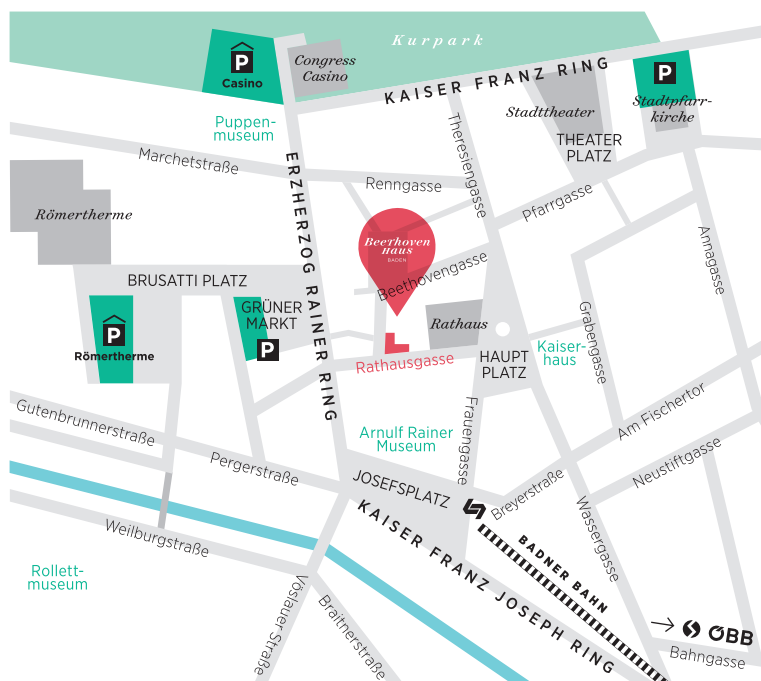 Kurpark
P
Casino
Congress
Casino
KAISER FRANZ RING
P
Stadtpfarr-
kirche
Stadttheater
THEATER
PLATZ
Puppen-
museum
Marchetstraße
ERZHERZOG RAINER RING
Renngasse
Theresiengasse
Pfarrgasse
Römertherme
BEETHOVEN
HAUS
BADEN
Beethovengasse
Annagasse
BRUSATTI PLATZ
GRÜNER
MARKT
P
P
Römertherme
Rathaus
Rathausgasse
HAUPT
PLATZ
Kaiser-
haus
Grabengasse
Gutenbrunnerstraße
Pergerstraße
Arnulf Rainer
Museum
Frauengasse
Am Fischertor
Neustiftgasse
JOSEFSPLATZ
Breyerstraße
Wassergasse
KAISER FRANZ JOSEPH RING
BADNER BAHN
Weilburgstraße
Rollett-
museum
Vöslauer Straße
Braitnerstraße
ÖBB
Bahngasse